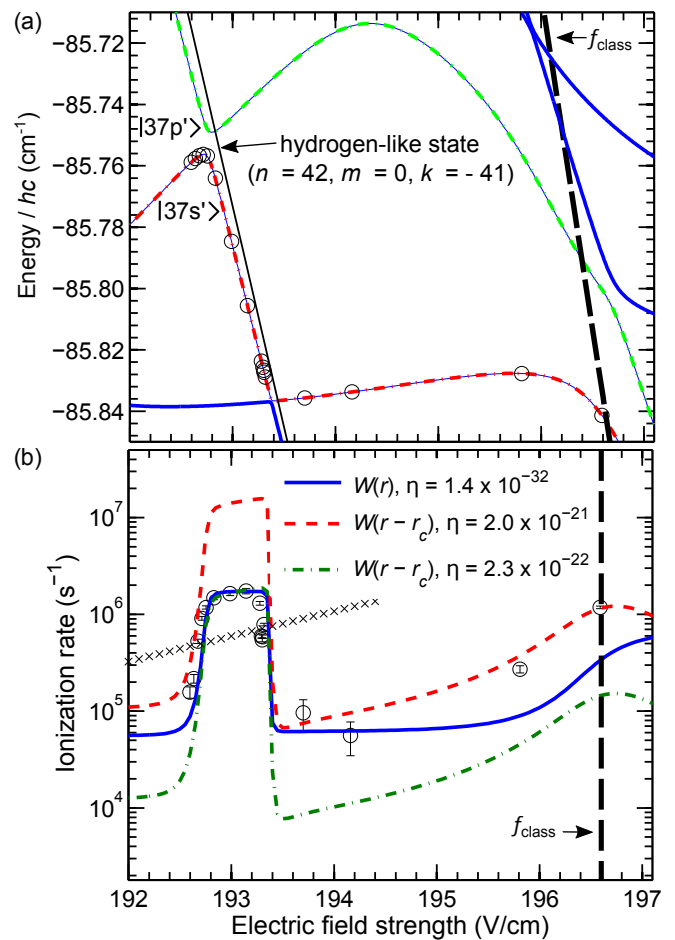 (a)
−85.72
−85.74
−85.76
−85.78
−85.80
−85.82
−85.84
Energy / hc (cm⁻¹)
f_class
|37p'>
|37s'>
hydrogen-like state
(n = 42, m = 0, k = - 41)
(b)
10⁷
10⁶
10⁵
10⁴
Ionization rate (s⁻¹)
W(r), η = 1.4 x 10⁻³²
W(r − r_c), η = 2.0 x 10⁻²¹
W(r − r_c), η = 2.3 x 10⁻²²
f_class
192 193 194 195 196 197
Electric field strength (V/cm)